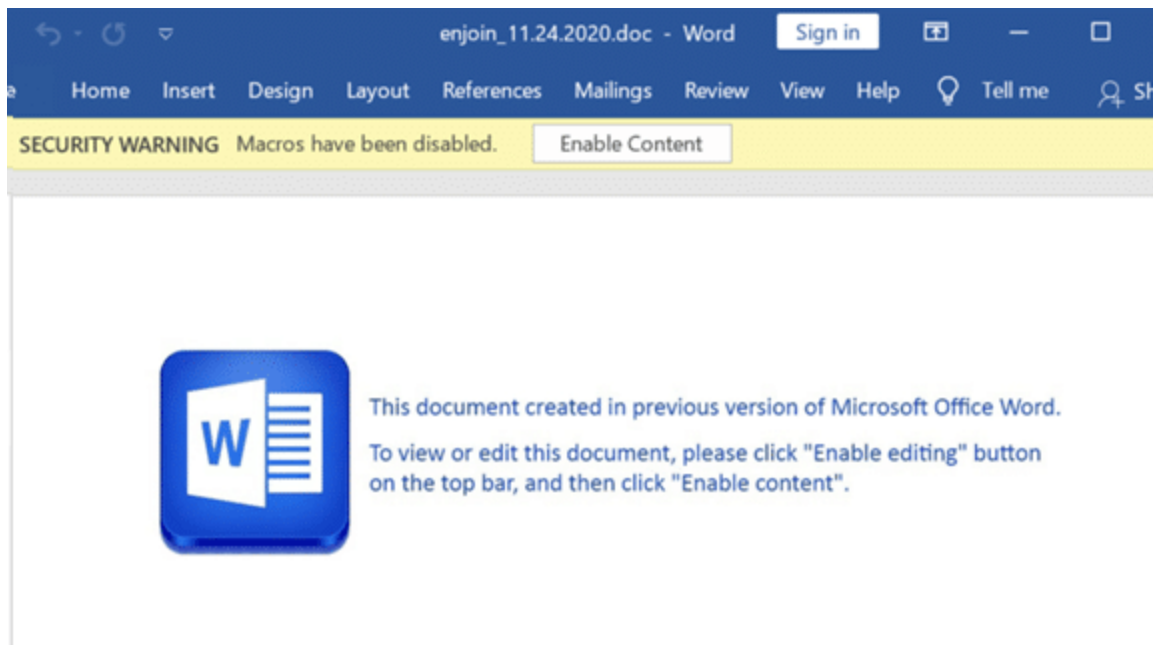 enjoin_11.24.2020.doc - Word Sign in
Home Insert Design Layout References Mailings Review View Help Tell me
SECURITY WARNING Macros have been disabled. Enable Content
W
This document created in previous version of Microsoft Office Word.
To view or edit this document, please click "Enable editing" button
on the top bar, and then click "Enable content".